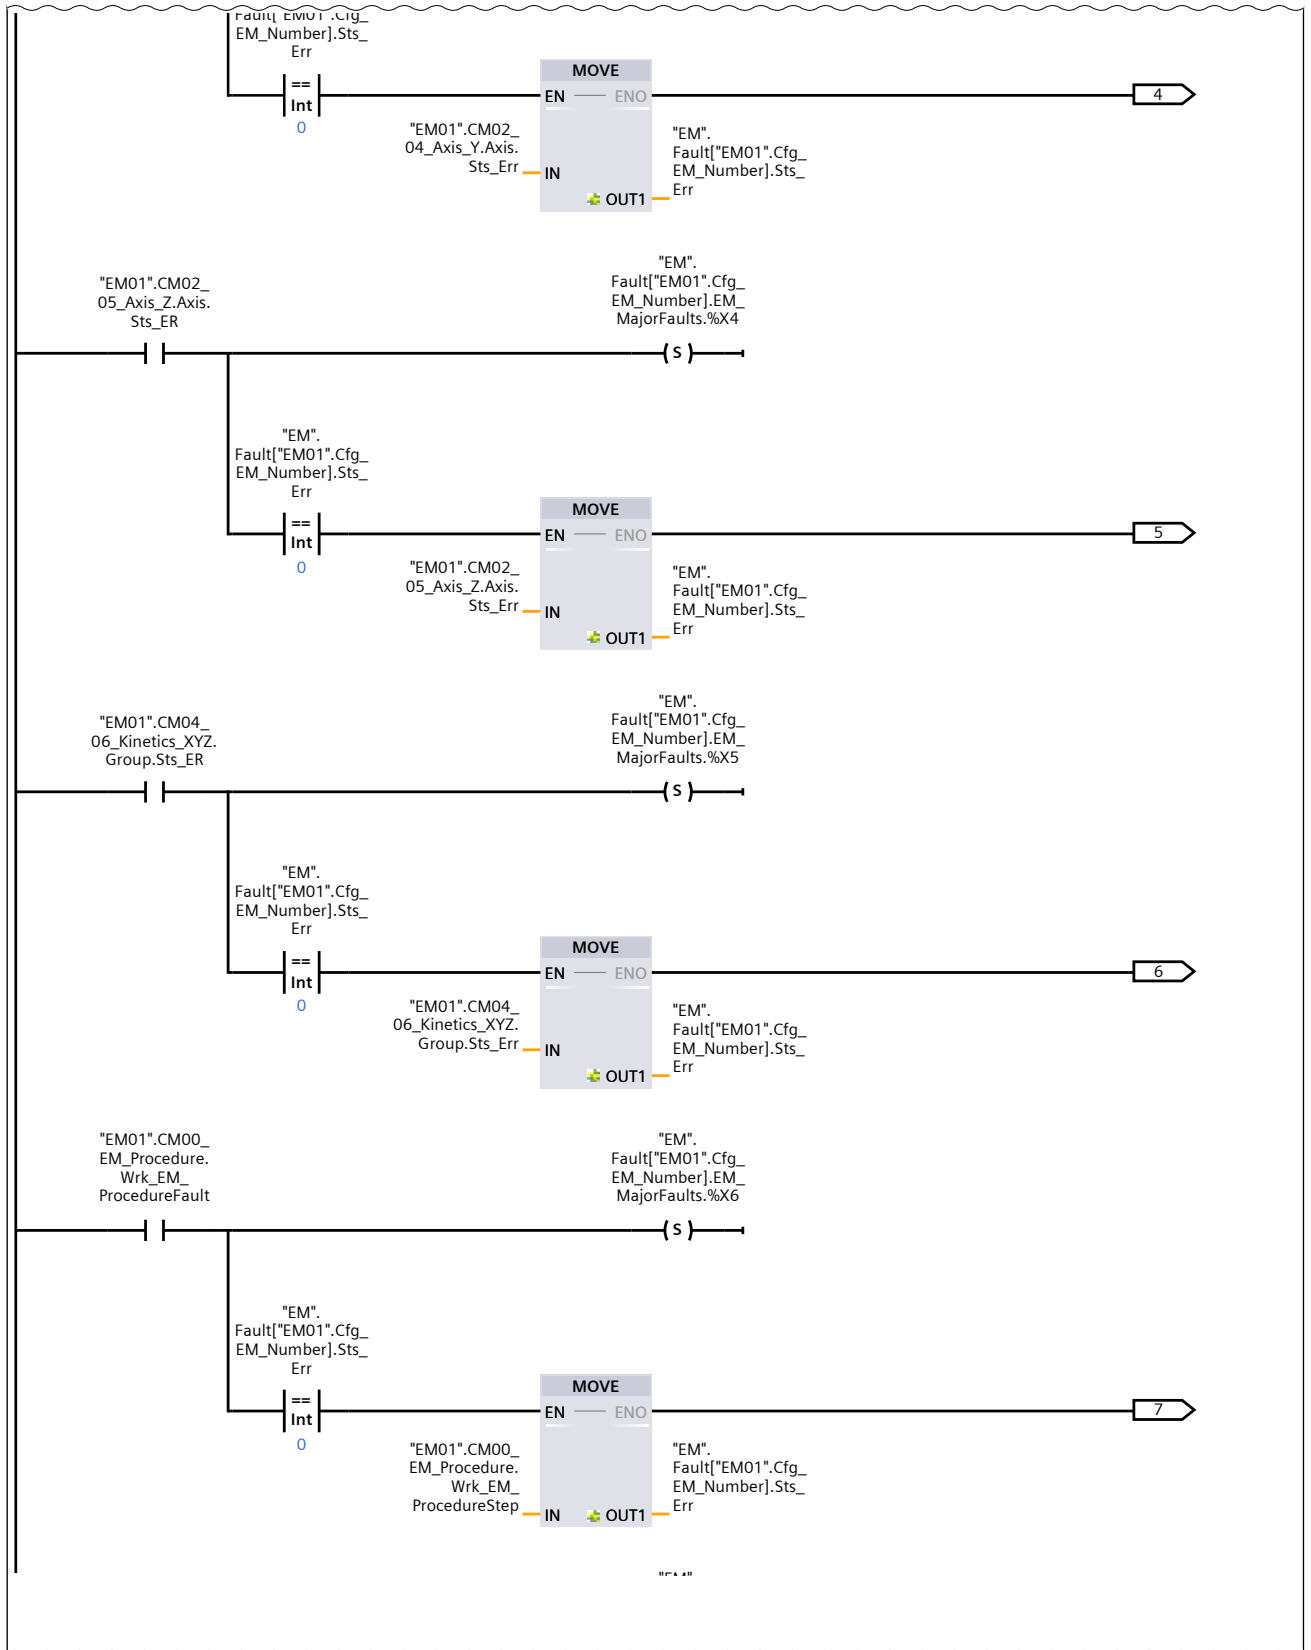 Fault["EM01".Cfg_
EM_Number].Sts_
Err
==
Int
0
MOVE
EN
ENO
"EM01".CM02_
04_Axis_Y.Axis.
Sts_Err
IN
OUT1
"EM".
Fault["EM01".Cfg_
EM_Number].Sts_
Err
4
"EM01".CM02_
05_Axis_Z.Axis.
Sts_ER
"EM".
Fault["EM01".Cfg_
EM_Number].EM_
MajorFaults.%X4
S
"EM".
Fault["EM01".Cfg_
EM_Number].Sts_
Err
==
Int
0
MOVE
EN
ENO
"EM01".CM02_
05_Axis_Z.Axis.
Sts_Err
IN
OUT1
"EM".
Fault["EM01".Cfg_
EM_Number].Sts_
Err
5
"EM01".CM04_
06_Kinetics_XYZ.
Group.Sts_ER
"EM".
Fault["EM01".Cfg_
EM_Number].EM_
MajorFaults.%X5
S
"EM".
Fault["EM01".Cfg_
EM_Number].Sts_
Err
==
Int
0
MOVE
EN
ENO
"EM01".CM04_
06_Kinetics_XYZ.
Group.Sts_Err
IN
OUT1
"EM".
Fault["EM01".Cfg_
EM_Number].Sts_
Err
6
"EM01".CM00_
EM_Procedure.
Wrk_EM_
ProcedureFault
"EM".
Fault["EM01".Cfg_
EM_Number].EM_
MajorFaults.%X6
S
"EM".
Fault["EM01".Cfg_
EM_Number].Sts_
Err
==
Int
0
MOVE
EN
ENO
"EM01".CM00_
EM_Procedure.
Wrk_EM_
ProcedureStep
IN
OUT1
"EM".
Fault["EM01".Cfg_
EM_Number].Sts_
Err
7